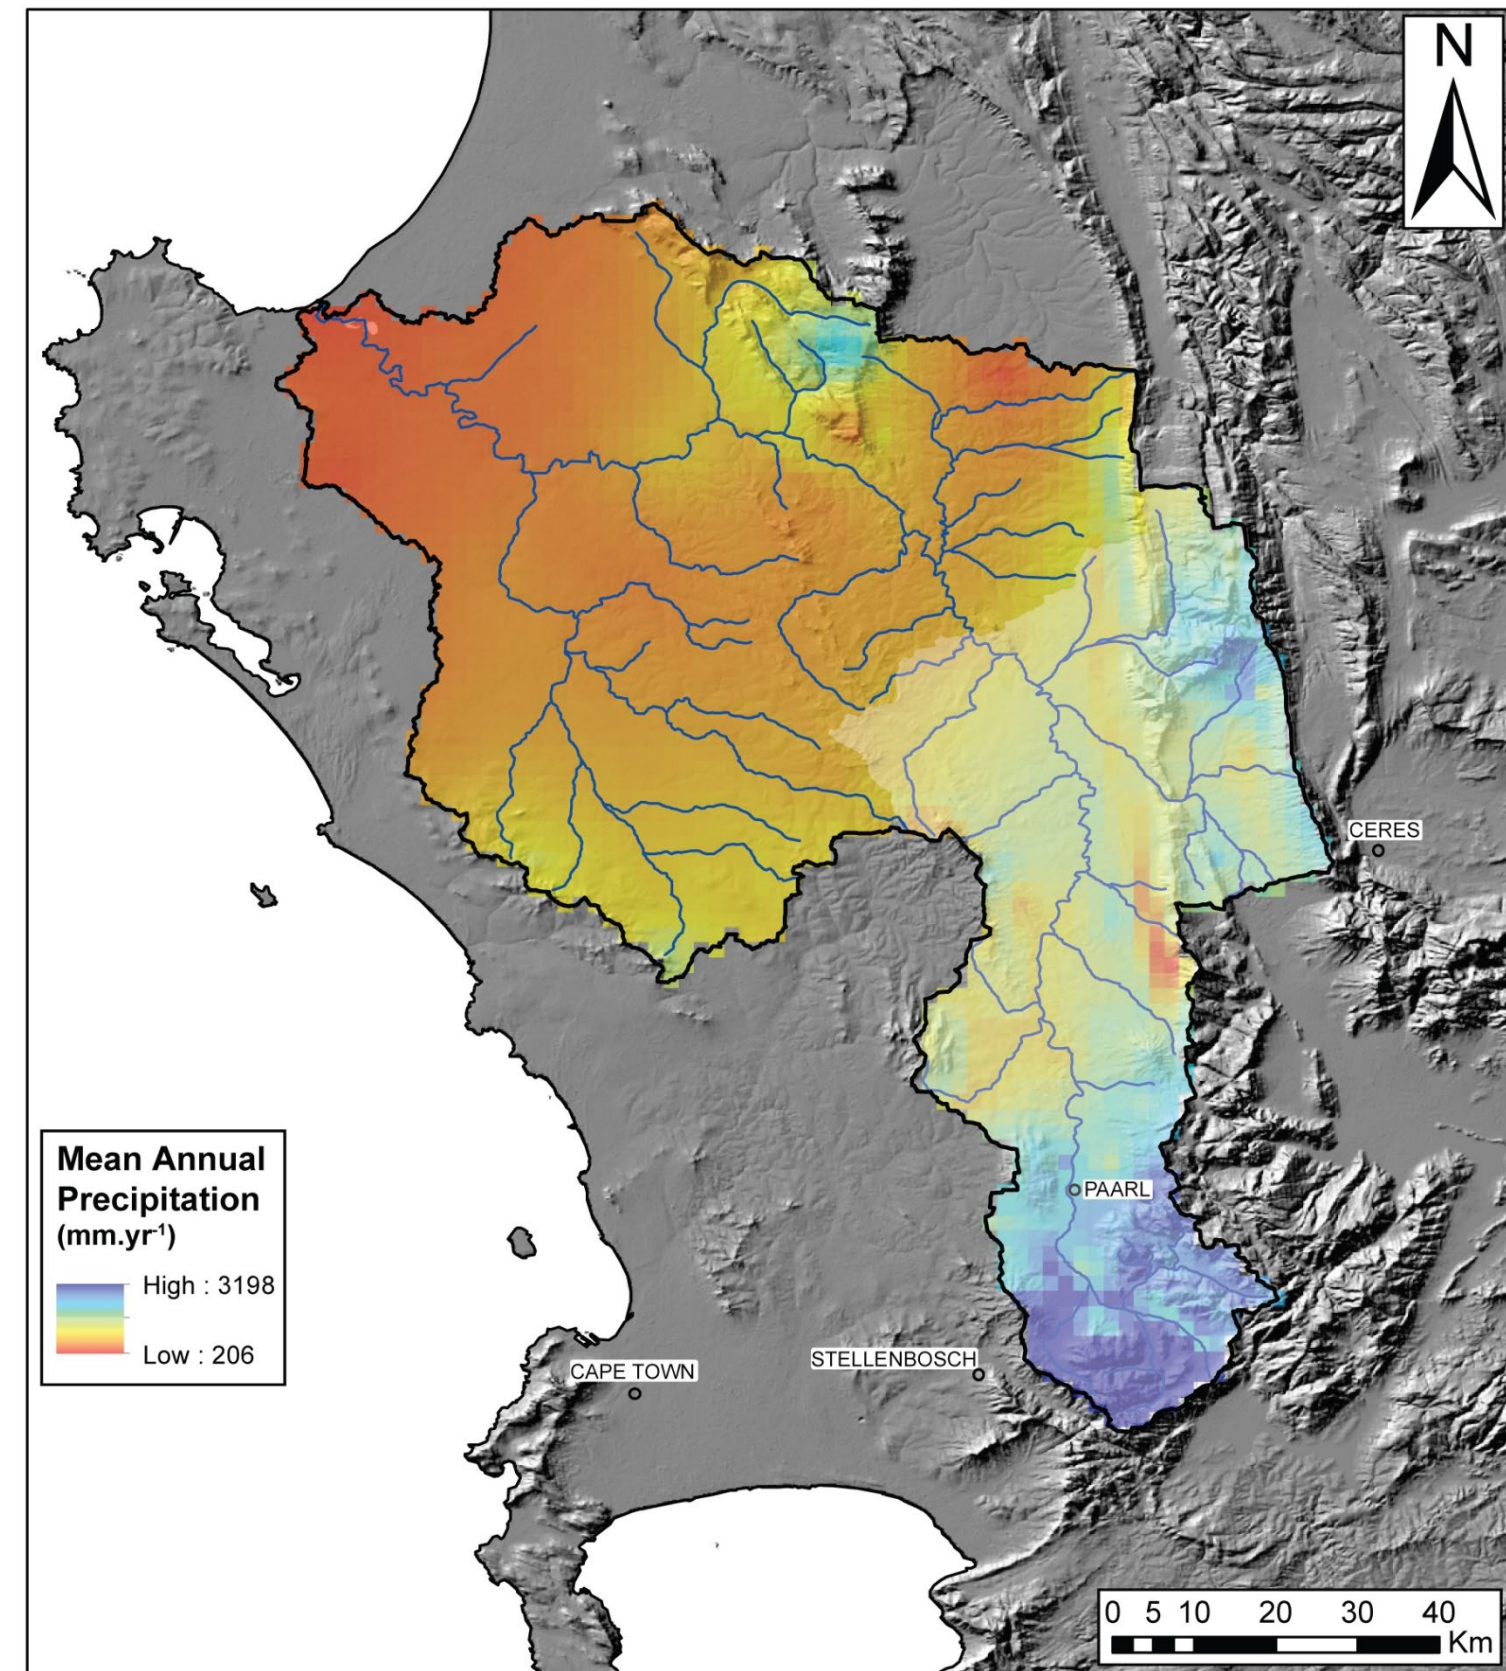 N
CERES
PAARL
Mean Annual
Precipitation
(mm.yr⁻¹)
High : 3198
Low : 206
STELLENBOSCH
CAPE TOWN
0 5 10 20 30 40
Km